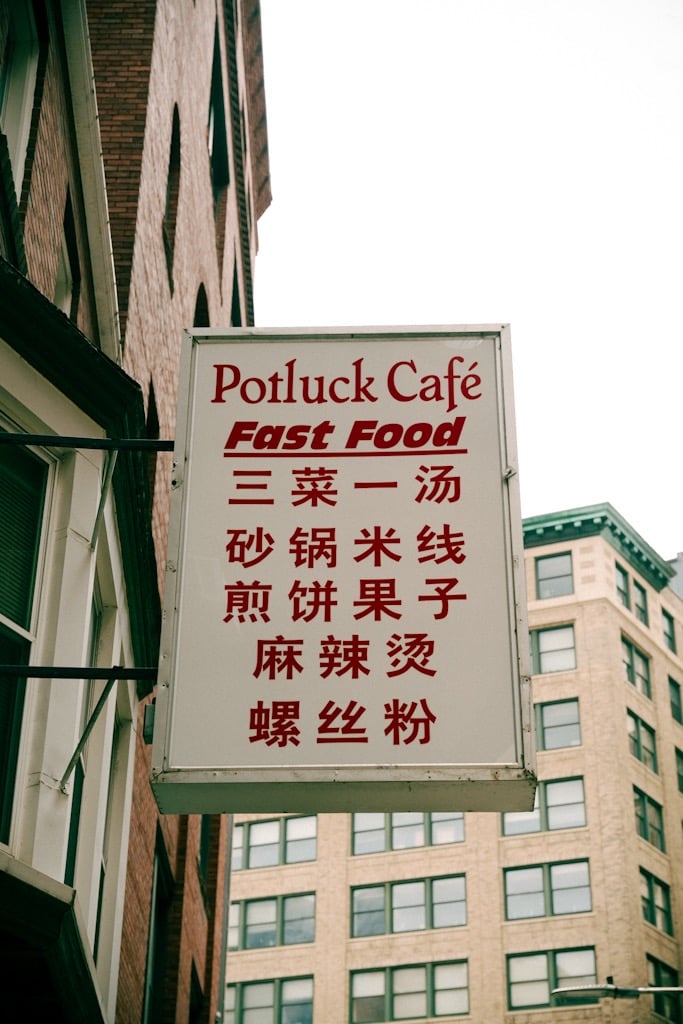 Potluck Café
Fast Food
三菜一汤
砂锅米线
煎饼果子
麻辣烫
螺丝粉